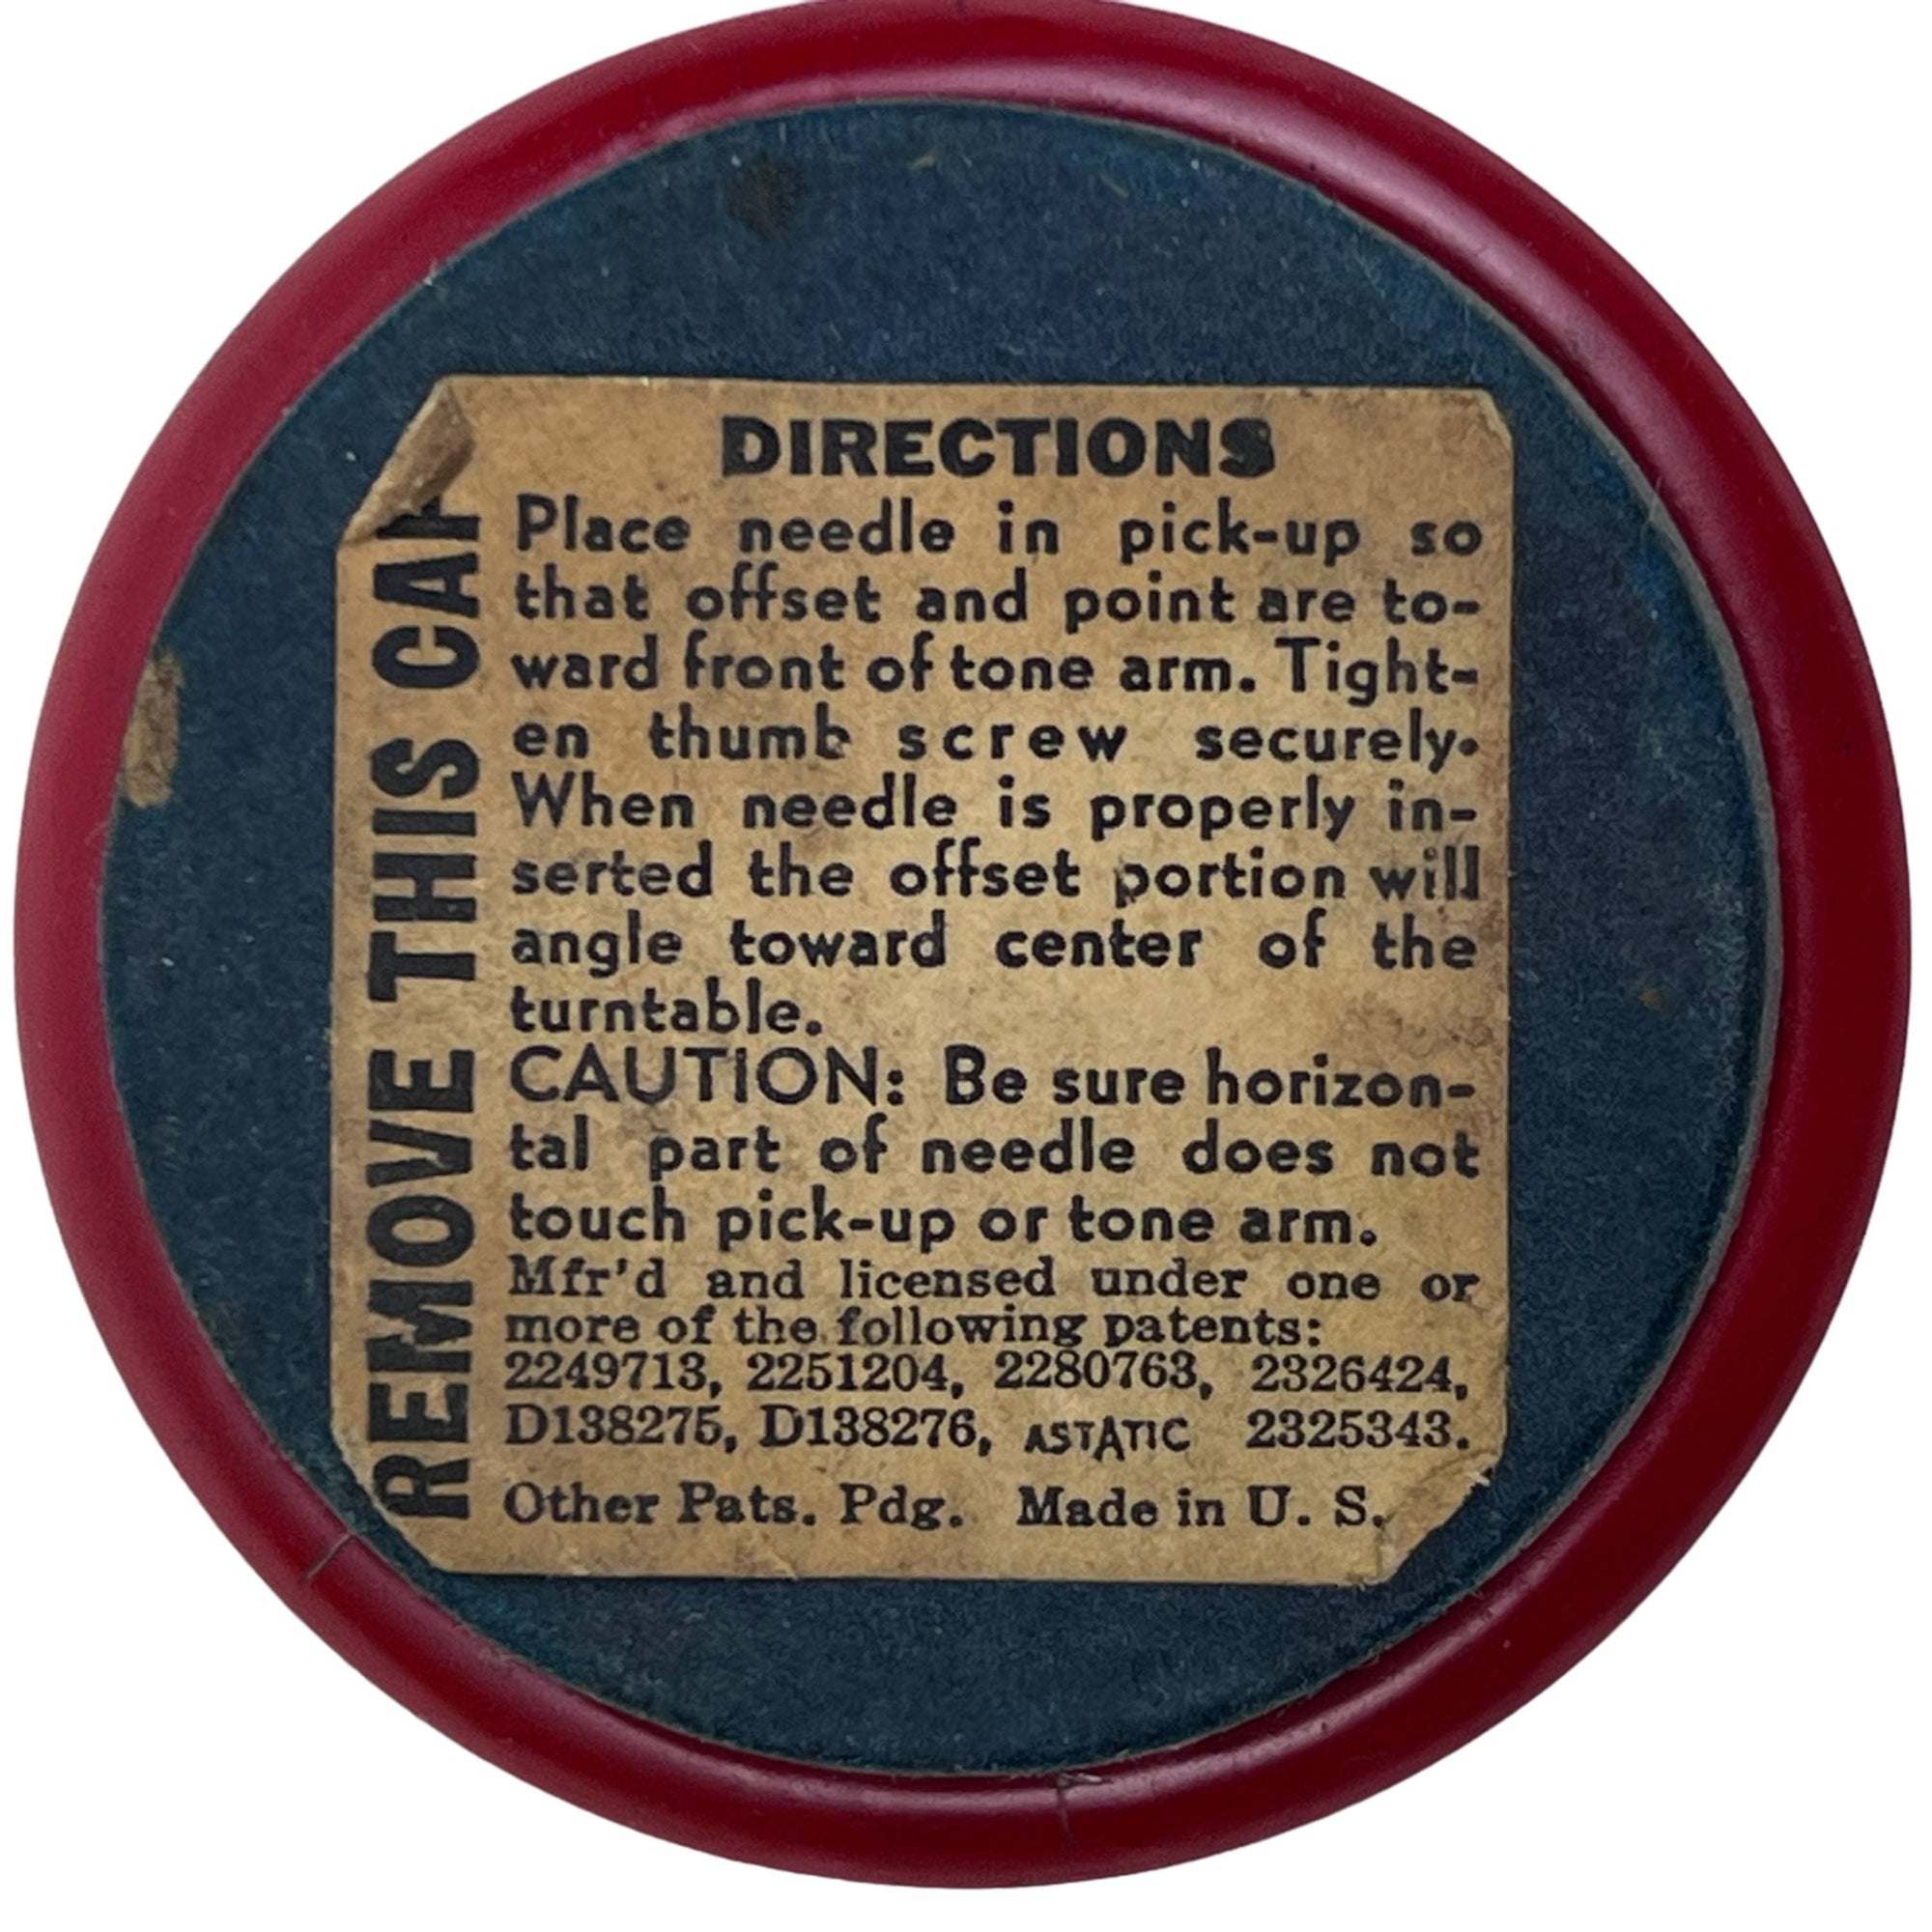 DIRECTIONS
Place needle in pick-up so
that offset and point are to-
ward front of tone arm. Tight-
en thumb screw securely.
When needle is properly in-
serted the offset portion will
angle toward center of the
turntable.
CAUTION: Be sure horizon-
tal part of needle does not
touch pick-up or tone arm.
Mfr'd and licensed under one or
more of the following patents:
2249713, 2251204, 2280763, 2326424,
D138275, D138276, ASTATIC 2325343.
Other Pats. Pdg. Made in U. S.
REMOVE THIS CAP